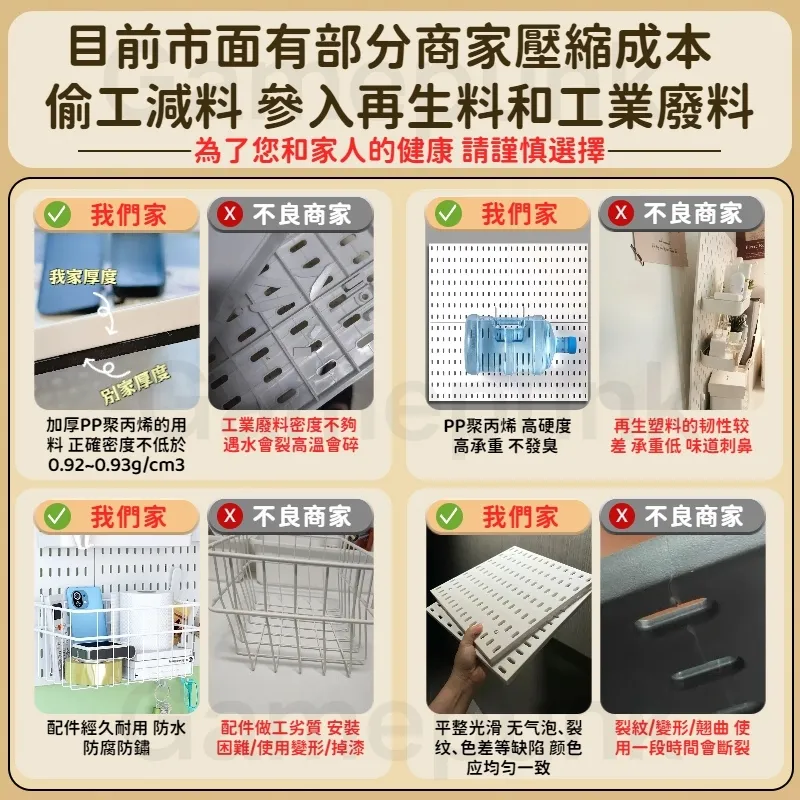 目前市面有部分商家壓縮成本
偷工減料 參入再生料和工業廢料
為了您和家人的健康 請謹慎選擇
我們家
不良商家
我家厚度
別家厚度
加厚PP聚丙烯的用
料 正確密度不低於
0.92~0.93g/cm3
工業廢料密度不夠
遇水會裂高溫會碎
我們家
不良商家
PP聚丙烯 高硬度
高承重 不發臭
再生塑料的韧性较
差 承重低 味道刺鼻
我們家
不良商家
配件經久耐用 防水
防腐防鏽
配件做工劣質 安裝
困難/使用變形/掉漆
我們家
不良商家
平整光滑 无气泡、裂
纹、色差等缺陷 颜色
应均匀一致
裂紋/變形/翹曲 使
用一段時間會斷裂
Gamepunk
Gamepunk
Gamepunk